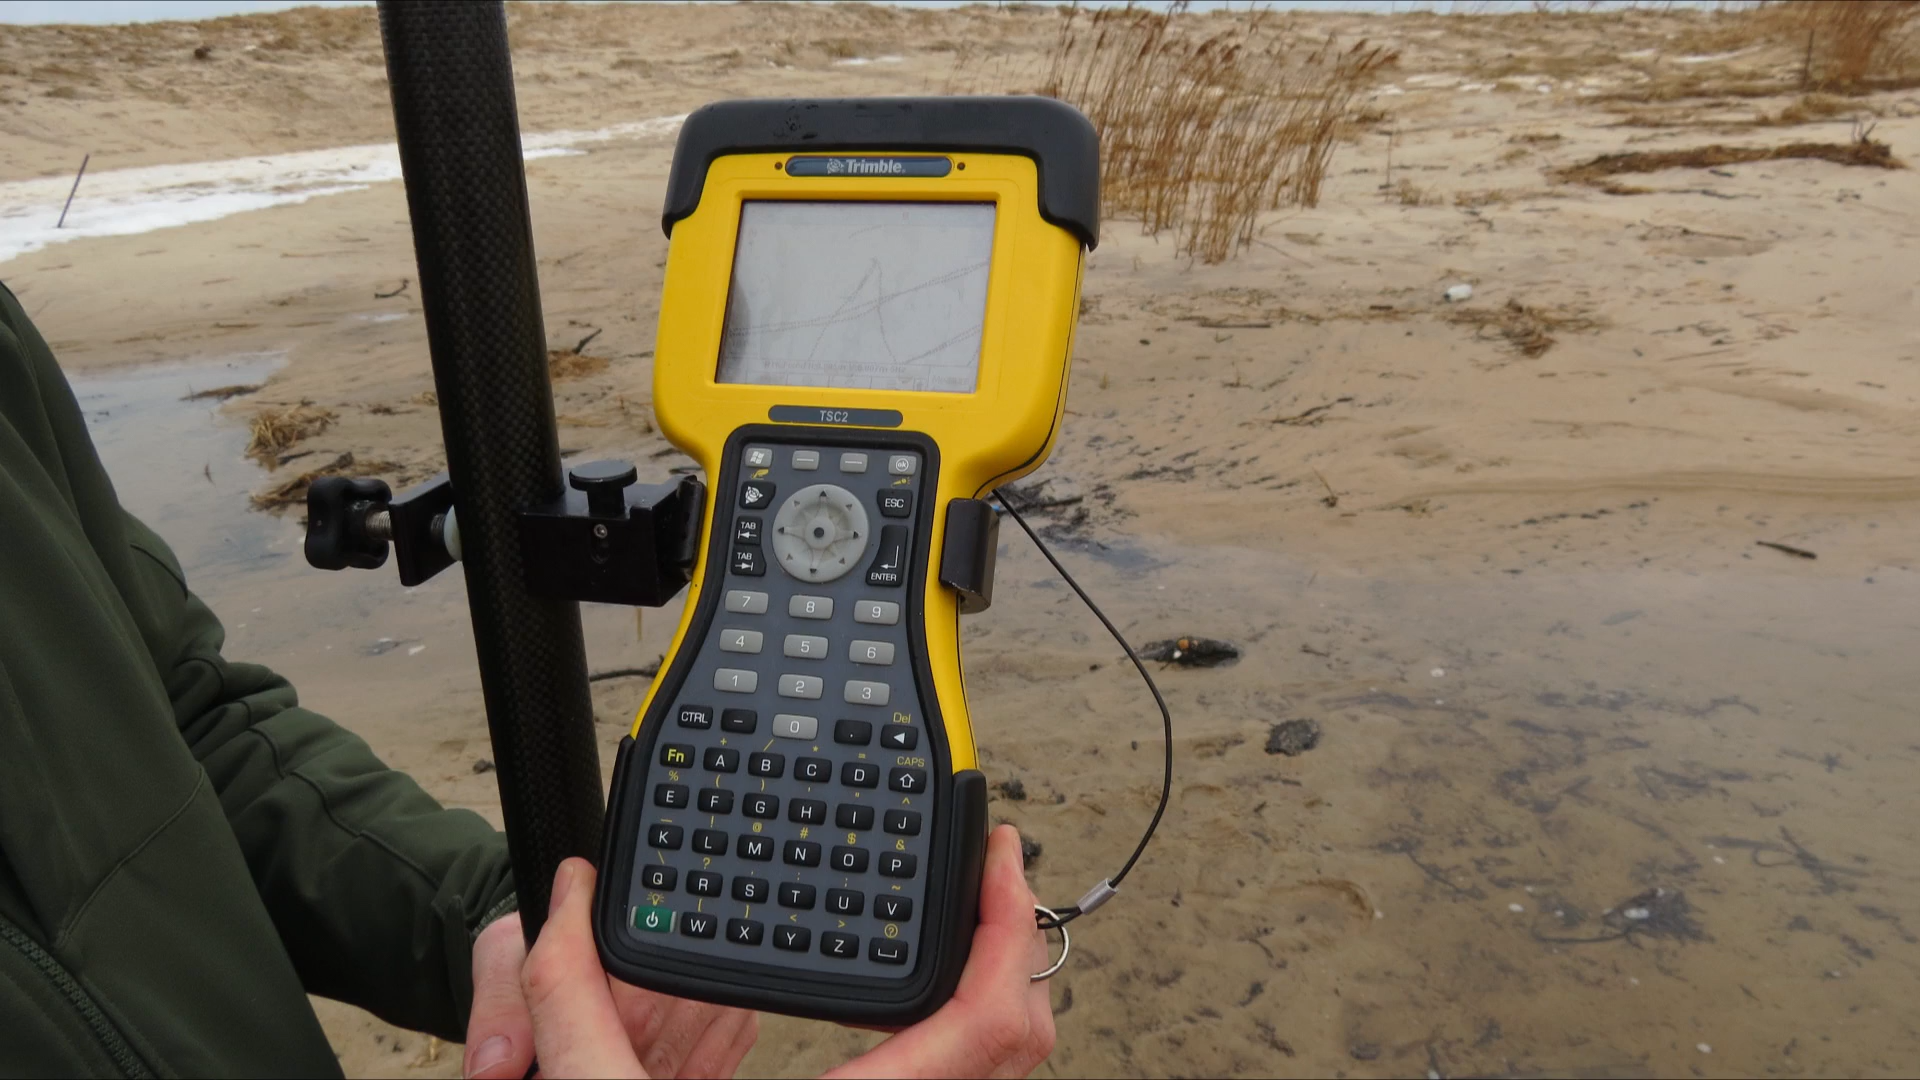 Trimble
TSC2
ok
ESC
TAB
TAB
ENTER
7 8 9
4 5 6
1 2 3
CTRL - 0 . Del
+ / * = CAPS
Fn A B C D
% ( ) ' " ^
E F G H I J
_ ! @ # $ &
K L M N O P
\ ? , : ; ~
Q R S T U V
[ ] < > ?
W X Y Z